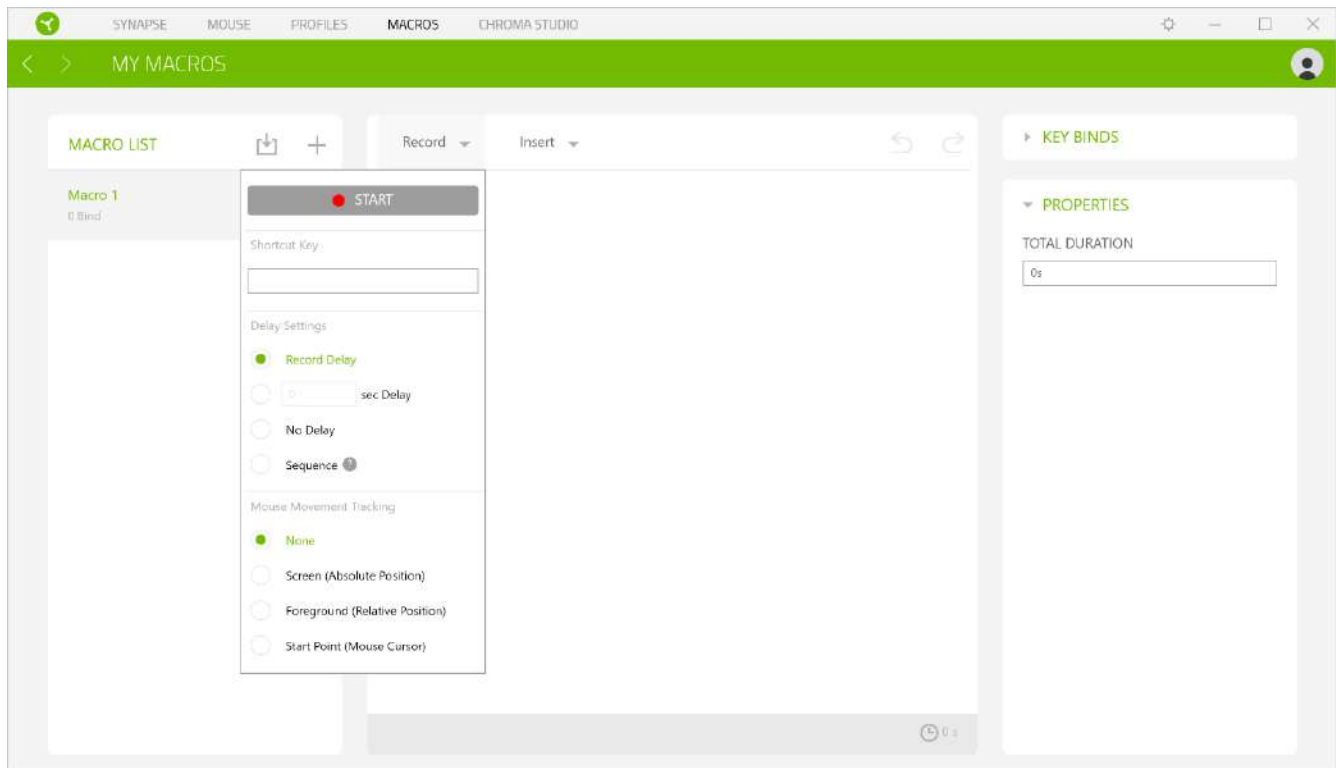 SYNAPSE MOUSE PROFILES MACROS CHROMA STUDIO
MY MACROS
MACRO LIST
Record
Insert
KEY BINDS
Macro 1
0 Bind
START
Shortcut Key
Delay Settings
Record Delay
0 sec Delay
No Delay
Sequence ?
Mouse Movement Tracking
None
Screen (Absolute Position)
Foreground (Relative Position)
Start Point (Mouse Cursor)
PROPERTIES
TOTAL DURATION
0s
0 s